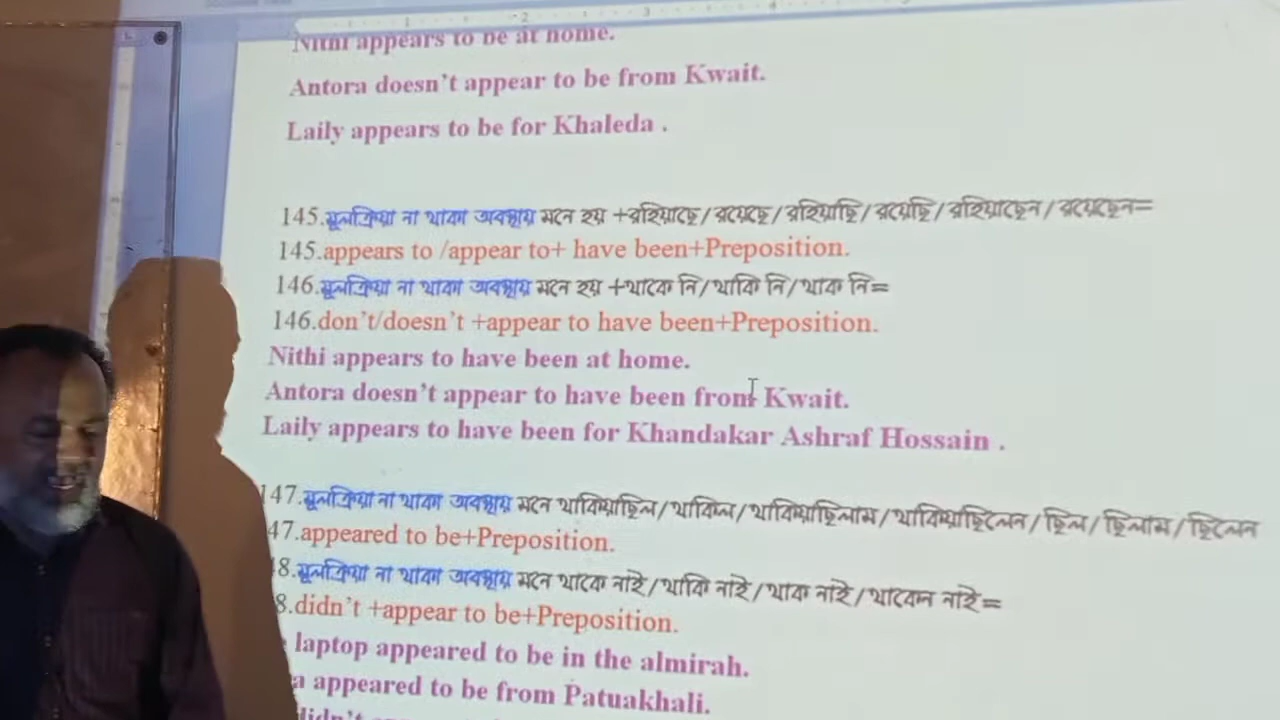 Nithi appears to be at home.
Antora doesn't appear to be from Kwait.
Laily appears to be for Khaleda .
145.মূলক্রিয়া না থাকা অবস্থায় মনে হয় +রহিয়াছে/রয়েছে/রহিয়াছি/রয়েছি/রহিয়াছেন/রয়েছেন=
145.appears to /appear to+ have been+Preposition.
146.মূলক্রিয়া না থাকা অবস্থায় মনে হয় +থাকে নি/থাকি নি/থাক নি=
146.don't/doesn't +appear to have been+Preposition.
Nithi appears to have been at home.
Antora doesn't appear to have been from Kwait.
Laily appears to have been for Khandakar Ashraf Hossain .
147.মূলক্রিয়া না থাকা অবস্থায় মনে থাকিয়াছিল/থাকিল/থাকিয়াছিলাম/থাকিয়াছিলেন/ছিল/ছিলাম/ছিলেন
47.appeared to be+Preposition.
8.মূলক্রিয়া না থাকা অবস্থায় মনে থাকে নাই/থাকি নাই/থাক নাই/থাকেন নাই=
8.didn't +appear to be+Preposition.
laptop appeared to be in the almirah.
a appeared to be from Patuakhali.
didn't